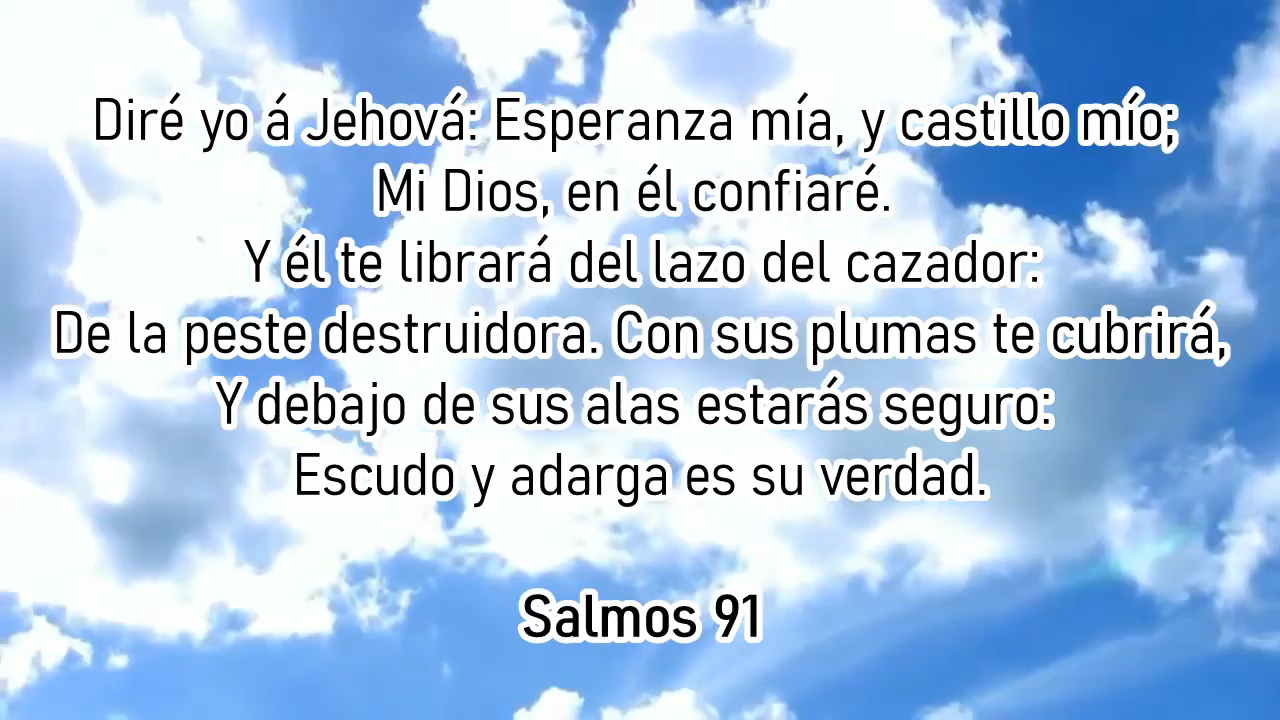 Diré yo á Jehová: Esperanza mía, y castillo mío;
Mi Dios, en él confiaré.
Y él te librará del lazo del cazador:
De la peste destruidora. Con sus plumas te cubrirá,
Y debajo de sus alas estarás seguro:
Escudo y adarga es su verdad.
Salmos 91